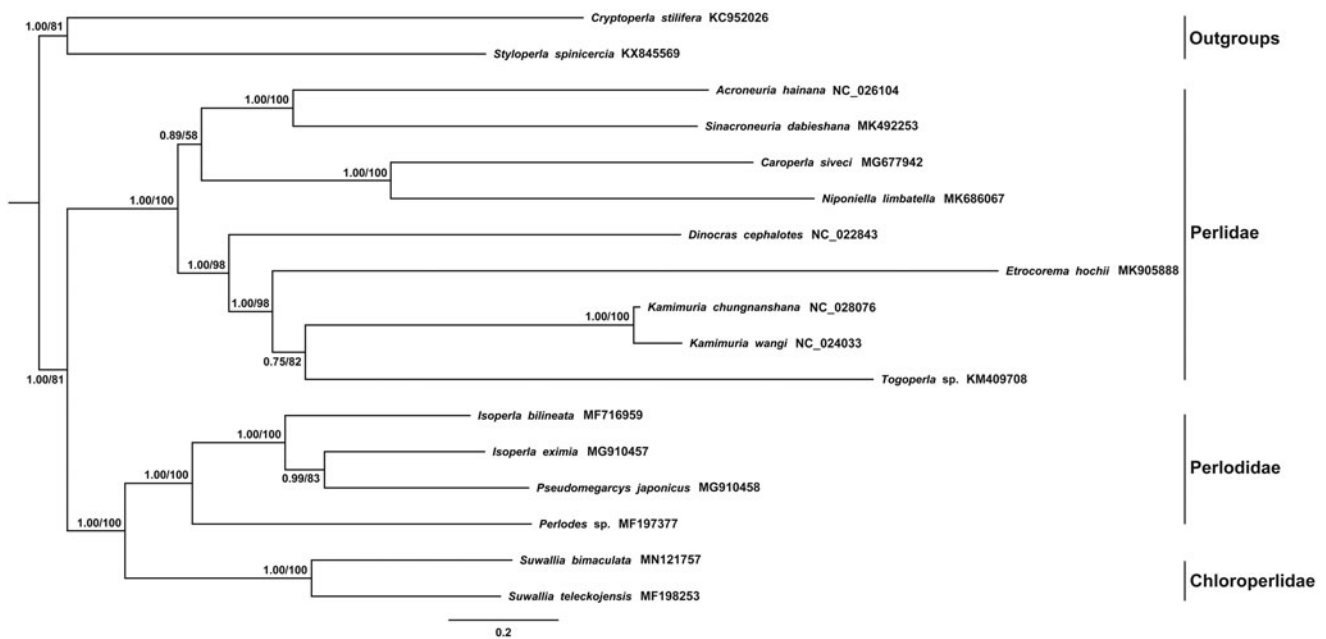 1.00/81
Cryptoperla stilifera KC952026
Styloperla spinicercia KX845569
Outgroups
Acroneuria hainana NC_026104
1.00/100
Sinacroneuria dabieshana MK492253
0.89/58
Caroperla siveci MG677942
1.00/100
Niponiella limbatella MK686067
1.00/100
Dinocras cephalotes NC_022843
Perlidae
1.00/98
Etrocorema hochii MK905888
1.00/98
Kamimuria chungnanshana NC_028076
1.00/100
Kamimuria wangi NC_024033
0.75/82
Togoperla sp. KM409708
1.00/81
Isoperla bilineata MF716959
1.00/100
Isoperla eximia MG910457
0.99/83
Perlodidae
1.00/100
Pseudomegarcys japonicus MG910458
Perlodes sp. MF197377
1.00/100
Suwallia bimaculata MN121757
1.00/100
Chloroperlidae
Suwallia teleckojensis MF198253
0.2